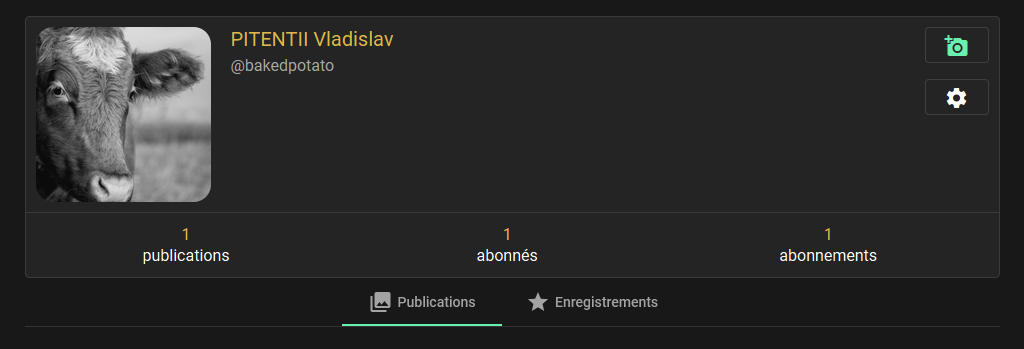 PITENTII Vladislav
@bakedpotato
1
publications
1
abonnés
1
abonnements
Publications
Enregistrements